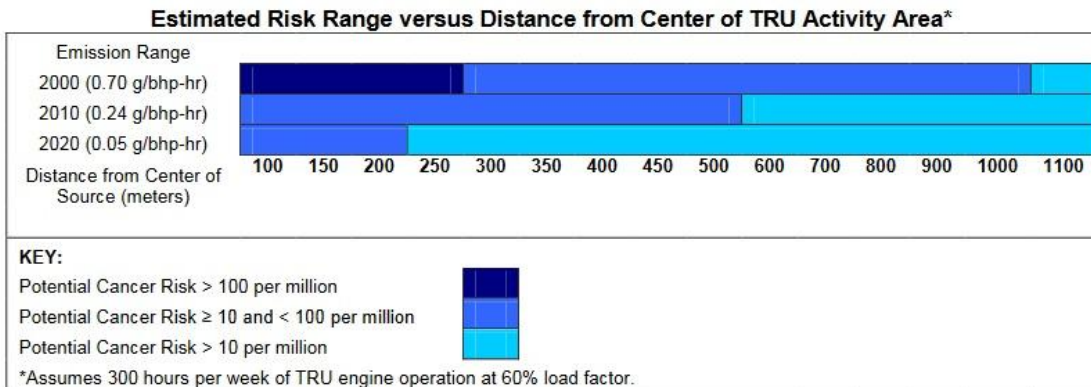 Estimated Risk Range versus Distance from Center of TRU Activity Area*
Emission Range
2000 (0.70 g/bhp-hr)
2010 (0.24 g/bhp-hr)
2020 (0.05 g/bhp-hr)
100 150 200 250 300 350 400 450 500 600 700 800 900 1000 1100
Distance from Center of
Source (meters)
KEY:
Potential Cancer Risk > 100 per million
Potential Cancer Risk ≥ 10 and < 100 per million
Potential Cancer Risk > 10 per million
*Assumes 300 hours per week of TRU engine operation at 60% load factor.